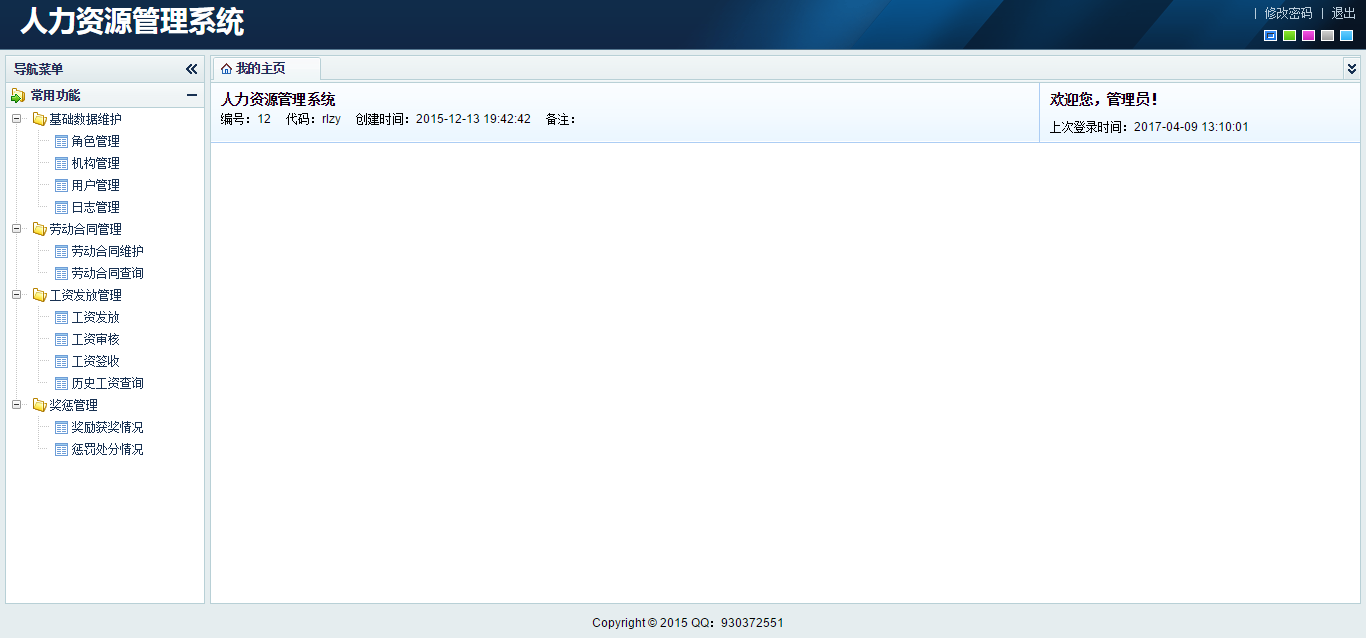 人力资源管理系统
| 修改密码 | 退出
导航菜单
常用功能
基础数据维护
角色管理
机构管理
用户管理
日志管理
劳动合同管理
劳动合同维护
劳动合同查询
工资发放管理
工资发放
工资审核
工资签收
历史工资查询
奖惩管理
奖励获奖情况
惩罚处分情况
我的主页
人力资源管理系统
编号：12 代码：rlzy 创建时间：2015-12-13 19:42:42 备注：
欢迎您，管理员！
上次登录时间：2017-04-09 13:10:01
Copyright © 2015 QQ：930372551